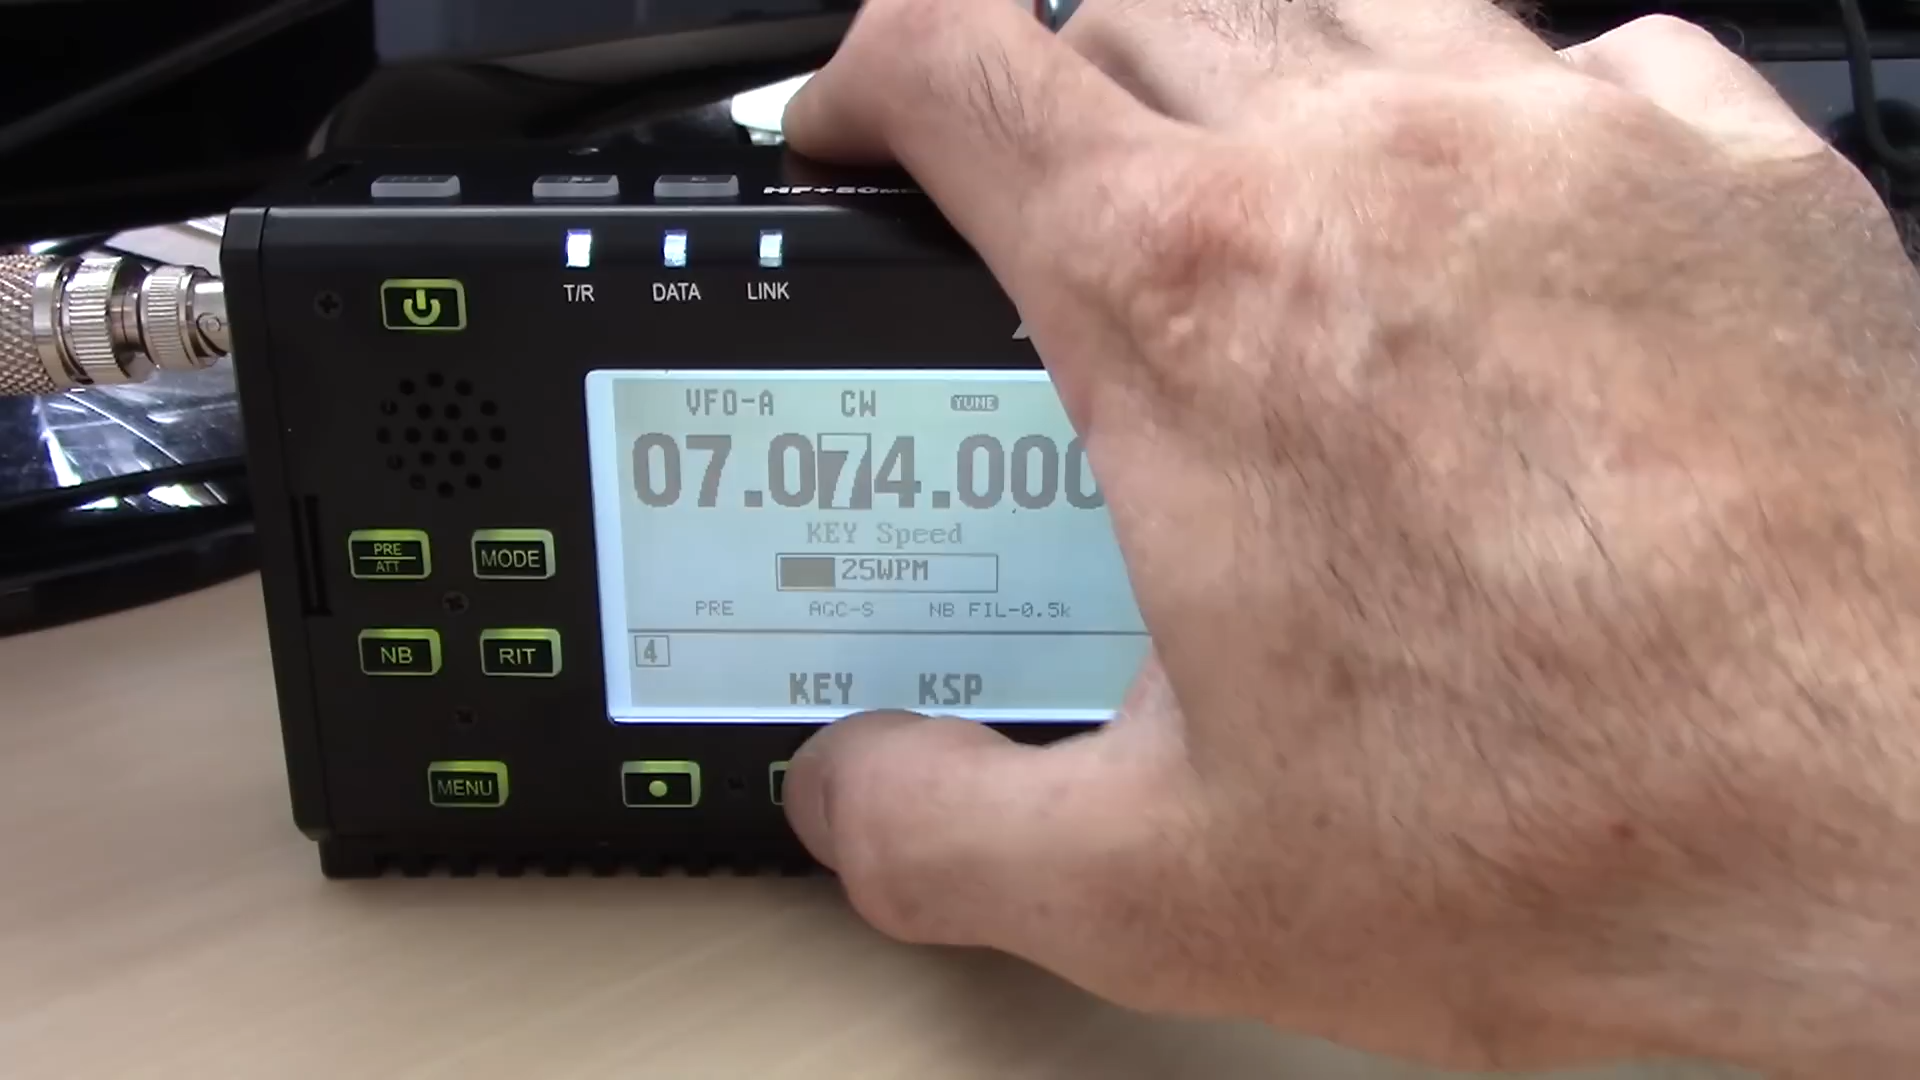 T/R DATA LINK
VFO-A CW TUNE
07.074.000
KEY Speed
25WPM
PRE AGC-S NB FIL-0.5k
4
KEY KSP
PRE
ATT
MODE
NB RIT
MENU